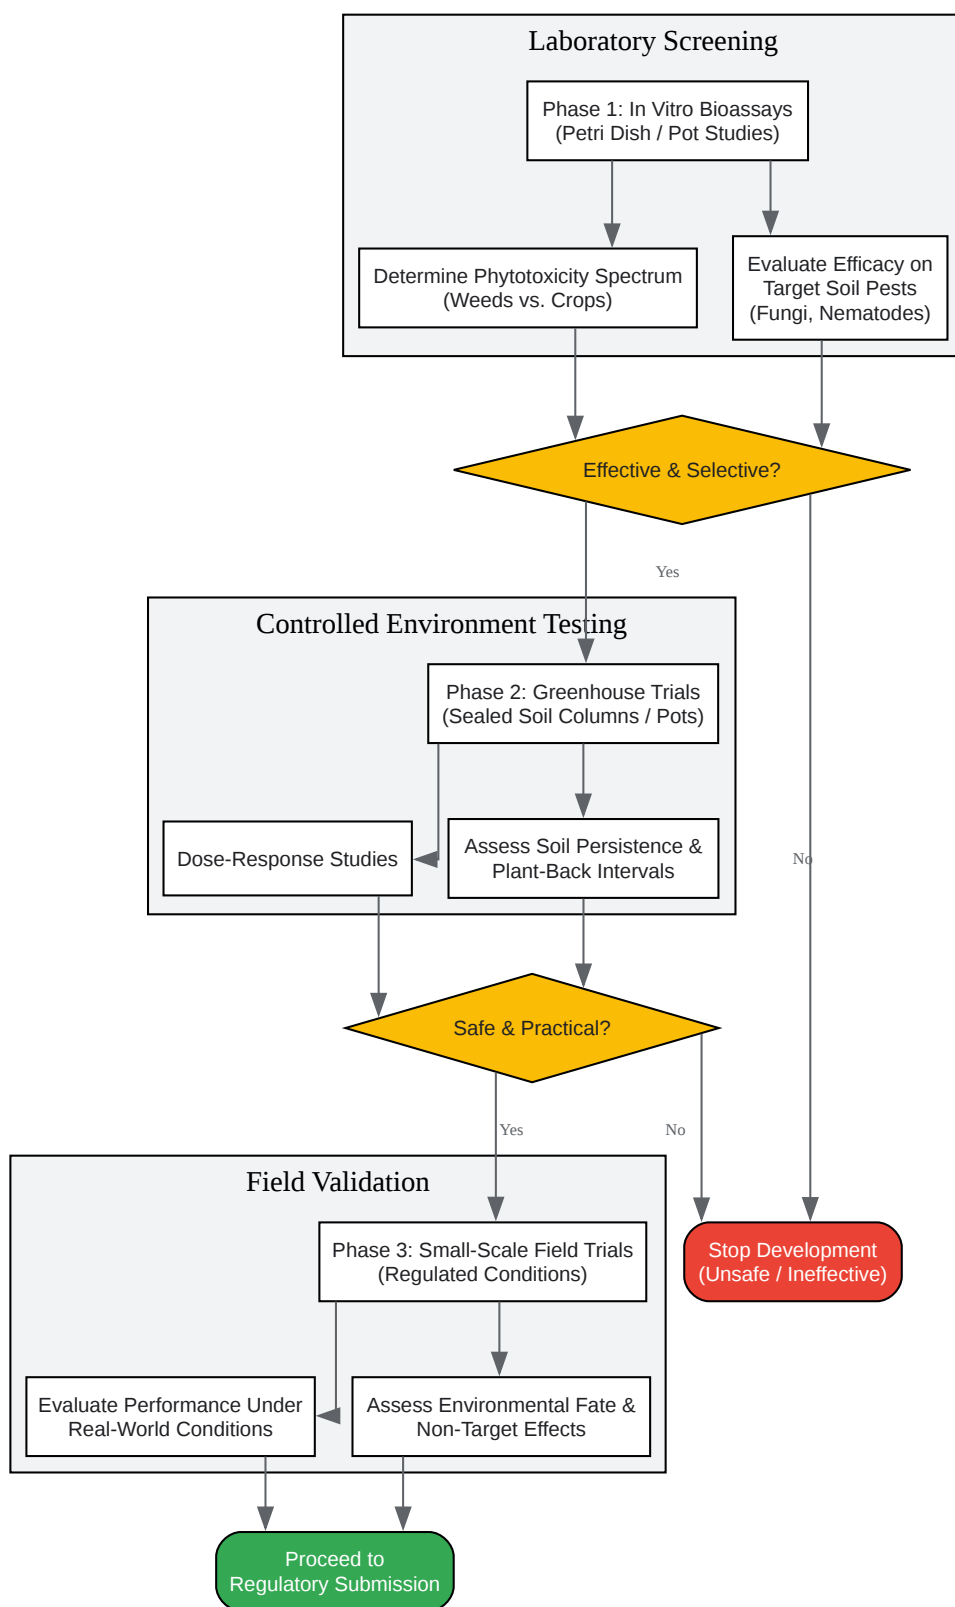 Laboratory Screening
Phase 1: In Vitro Bioassays
(Petri Dish / Pot Studies)
Determine Phytotoxicity Spectrum
(Weeds vs. Crops)
Evaluate Efficacy on
Target Soil Pests
(Fungi, Nematodes)
Effective & Selective?
Yes
No
Controlled Environment Testing
Phase 2: Greenhouse Trials
(Sealed Soil Columns / Pots)
Dose-Response Studies
Assess Soil Persistence &
Plant-Back Intervals
Safe & Practical?
Yes
No
Field Validation
Phase 3: Small-Scale Field Trials
(Regulated Conditions)
Stop Development
(Unsafe / Ineffective)
Evaluate Performance Under
Real-World Conditions
Assess Environmental Fate &
Non-Target Effects
Proceed to
Regulatory Submission